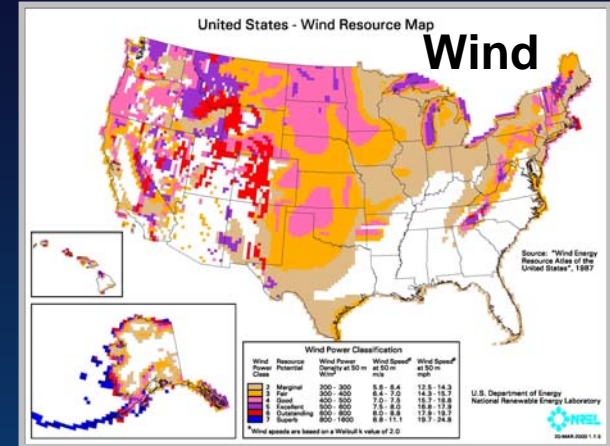 United States - Wind Resource Map
Wind
Source: "Wind Energy
Resource Atlas of the
United States", 1987
Wind Power Classification
Wind Power Class Resource Potential Wind Power Density at 50 m W/m² Wind Speedª at 50 m m/s Wind Speedª at 50 m mph
2 Marginal 200 - 300 5.6 - 6.4 12.5 - 14.3
3 Fair 300 - 400 6.4 - 7.0 14.3 - 15.7
4 Good 400 - 500 7.0 - 7.5 15.7 - 16.8
5 Excellent 500 - 600 7.5 - 8.0 16.8 - 17.9
6 Outstanding 600 - 800 8.0 - 8.8 17.9 - 19.7
7 Superb 800 - 1600 8.8 - 11.1 19.7 - 24.8
ª Wind speeds are based on a Weibull k value of 2.0
U.S. Department of Energy
National Renewable Energy Laboratory
NREL